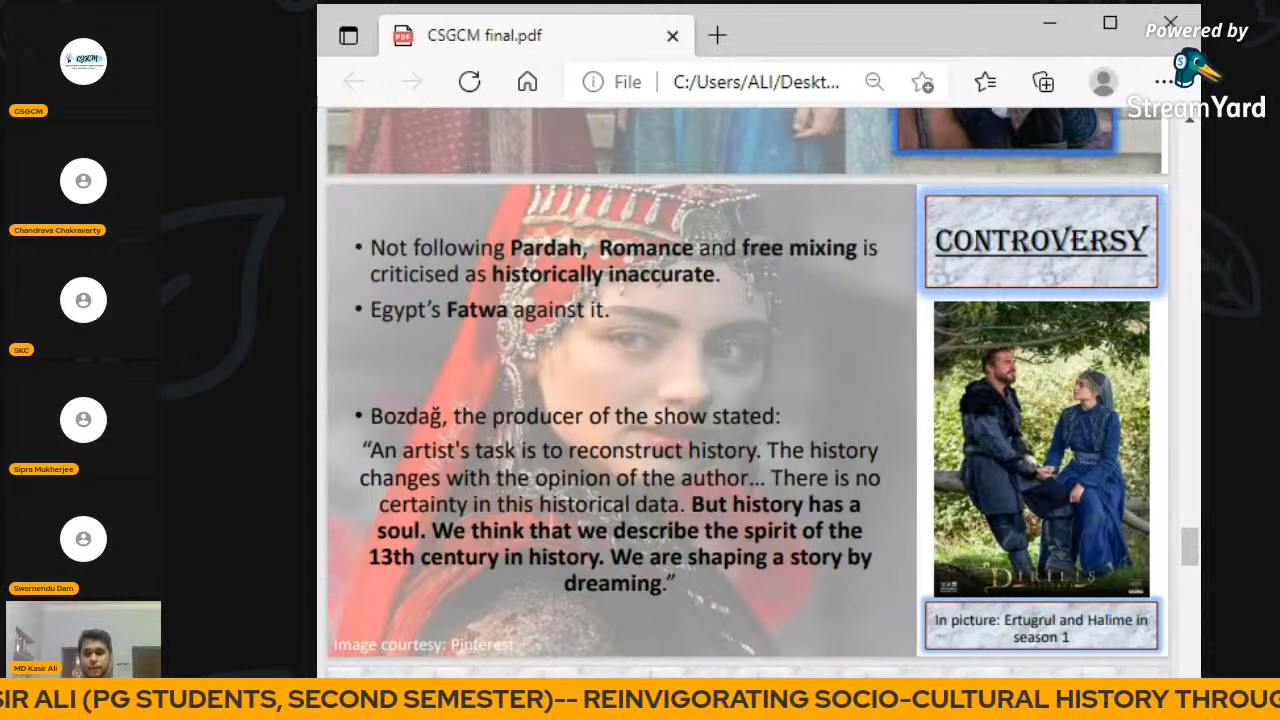 CSGCM final.pdf
Powered by
File
C:/Users/ALI/Deskt...
StreamYard
CSGCM
CSGCM
Chandrava Chakravarty
SKC
Sipra Mukherjee
Swarnendu Dam
MD Kasir Ali
• Not following Pardah, Romance and free mixing is
criticised as historically inaccurate.
• Egypt's Fatwa against it.
• Bozdağ, the producer of the show stated:
“An artist's task is to reconstruct history. The history
changes with the opinion of the author... There is no
certainty in this historical data. But history has a
soul. We think that we describe the spirit of the
13th century in history. We are shaping a story by
dreaming.”
Image courtesy: Pinterest
CONTROVERSY
DIRILIS
In picture: Ertugrul and Halime in
season 1
SIR ALI (PG STUDENTS, SECOND SEMESTER)-- REINVIGORATING SOCIO-CULTURAL HISTORY THROUG